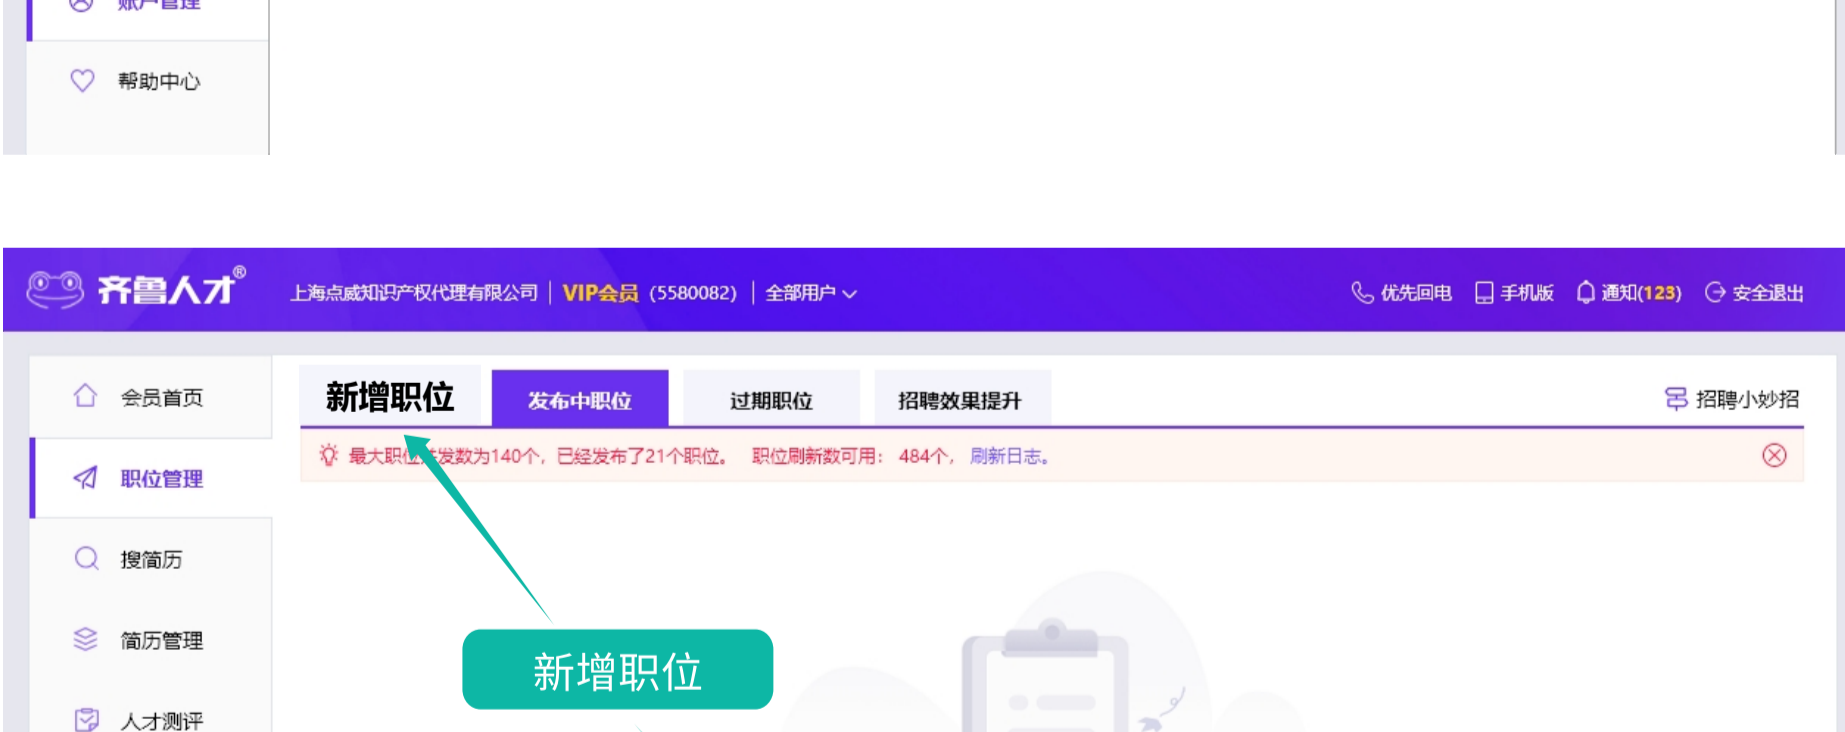 账户管理
帮助中心
齐鲁人才®
上海点威知识产权代理有限公司 | VIP会员 (5580082) | 全部用户
优先回电 手机版 通知(123) 安全退出
会员首页
新增职位 发布中职位 过期职位 招聘效果提升 招聘小妙招
最大职位并发数为140个，已经发布了21个职位。 职位刷新数可用： 484个， 刷新日志。
职位管理
搜简历
简历管理
新增职位
人才测评